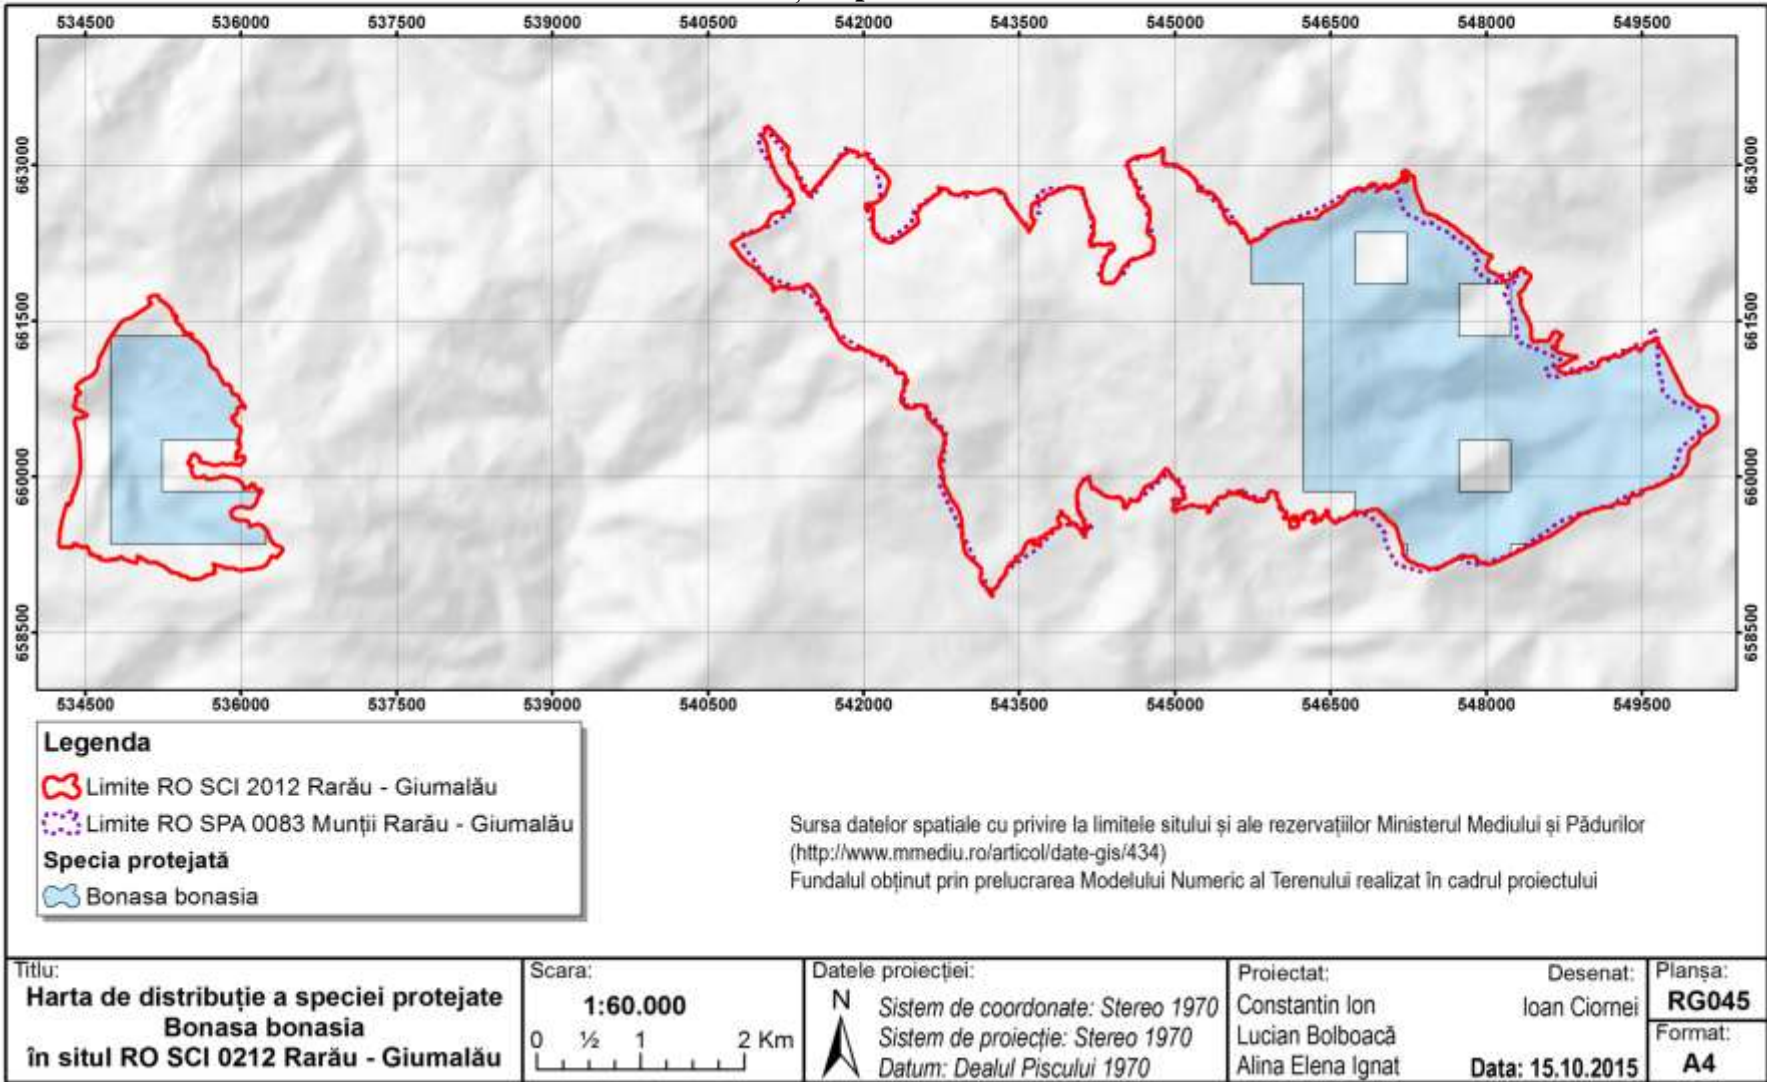 534500 536000 537500 539000 540500 542000 543500 545000 546500 548000 549500
663000 663000
661500 661500
660000 660000
658500 658500
534500 536000 537500 539000 540500 542000 543500 545000 546500 548000 549500
Legenda
Limite RO SCI 2012 Rarău - Giumalău
Limite RO SPA 0083 Munții Rarău - Giumalău
Specia protejată
Bonasa bonasia
Sursa datelor spatiale cu privire la limitele sitului și ale rezervațiilor Ministerul Mediului și Pădurilor
(http://www.mmediu.ro/articol/date-gis/434)
Fundalul obținut prin prelucrarea Modelului Numeric al Terenului realizat în cadrul proiectului
Titlu:
Harta de distribuție a speciei protejate
Bonasa bonasia
în situl RO SCI 0212 Rarău - Giumalău
Scara:
1:60.000
0 ½ 1 2 Km
Datele proiecției:
N
Sistem de coordonate: Stereo 1970
Sistem de proiecție: Stereo 1970
Datum: Dealul Piscului 1970
Proiectat:
Constantin Ion
Lucian Bolboacă
Alina Elena Ignat
Desenat:
Ioan Ciornei
Data: 15.10.2015
Planșa:
RG045
Format:
A4